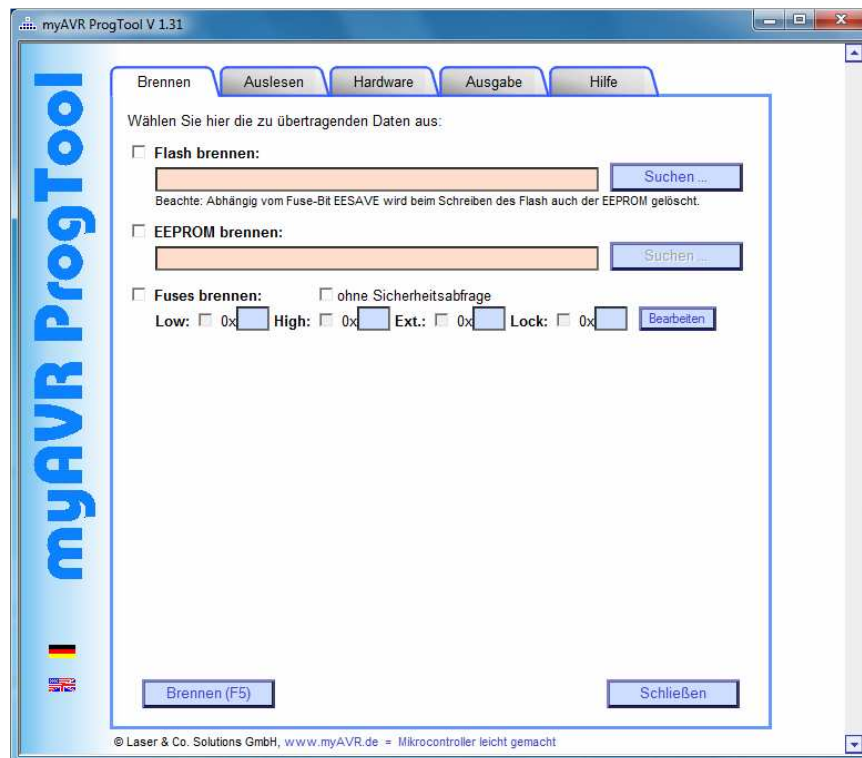 myAVR ProgTool V 1.31
myAVR ProgTool
Brennen Auslesen Hardware Ausgabe Hilfe
Wählen Sie hier die zu übertragenden Daten aus:
Flash brennen:
Suchen ...
Beachte: Abhängig vom Fuse-Bit EESAVE wird beim Schreiben des Flash auch der EEPROM gelöscht.
EEPROM brennen:
Suchen ...
Fuses brennen: ohne Sicherheitsabfrage
Low: 0x High: 0x Ext.: 0x Lock: 0x Bearbeiten
Brennen (F5) Schließen
© Laser & Co. Solutions GmbH, www.myAVR.de = Mikrocontroller leicht gemacht